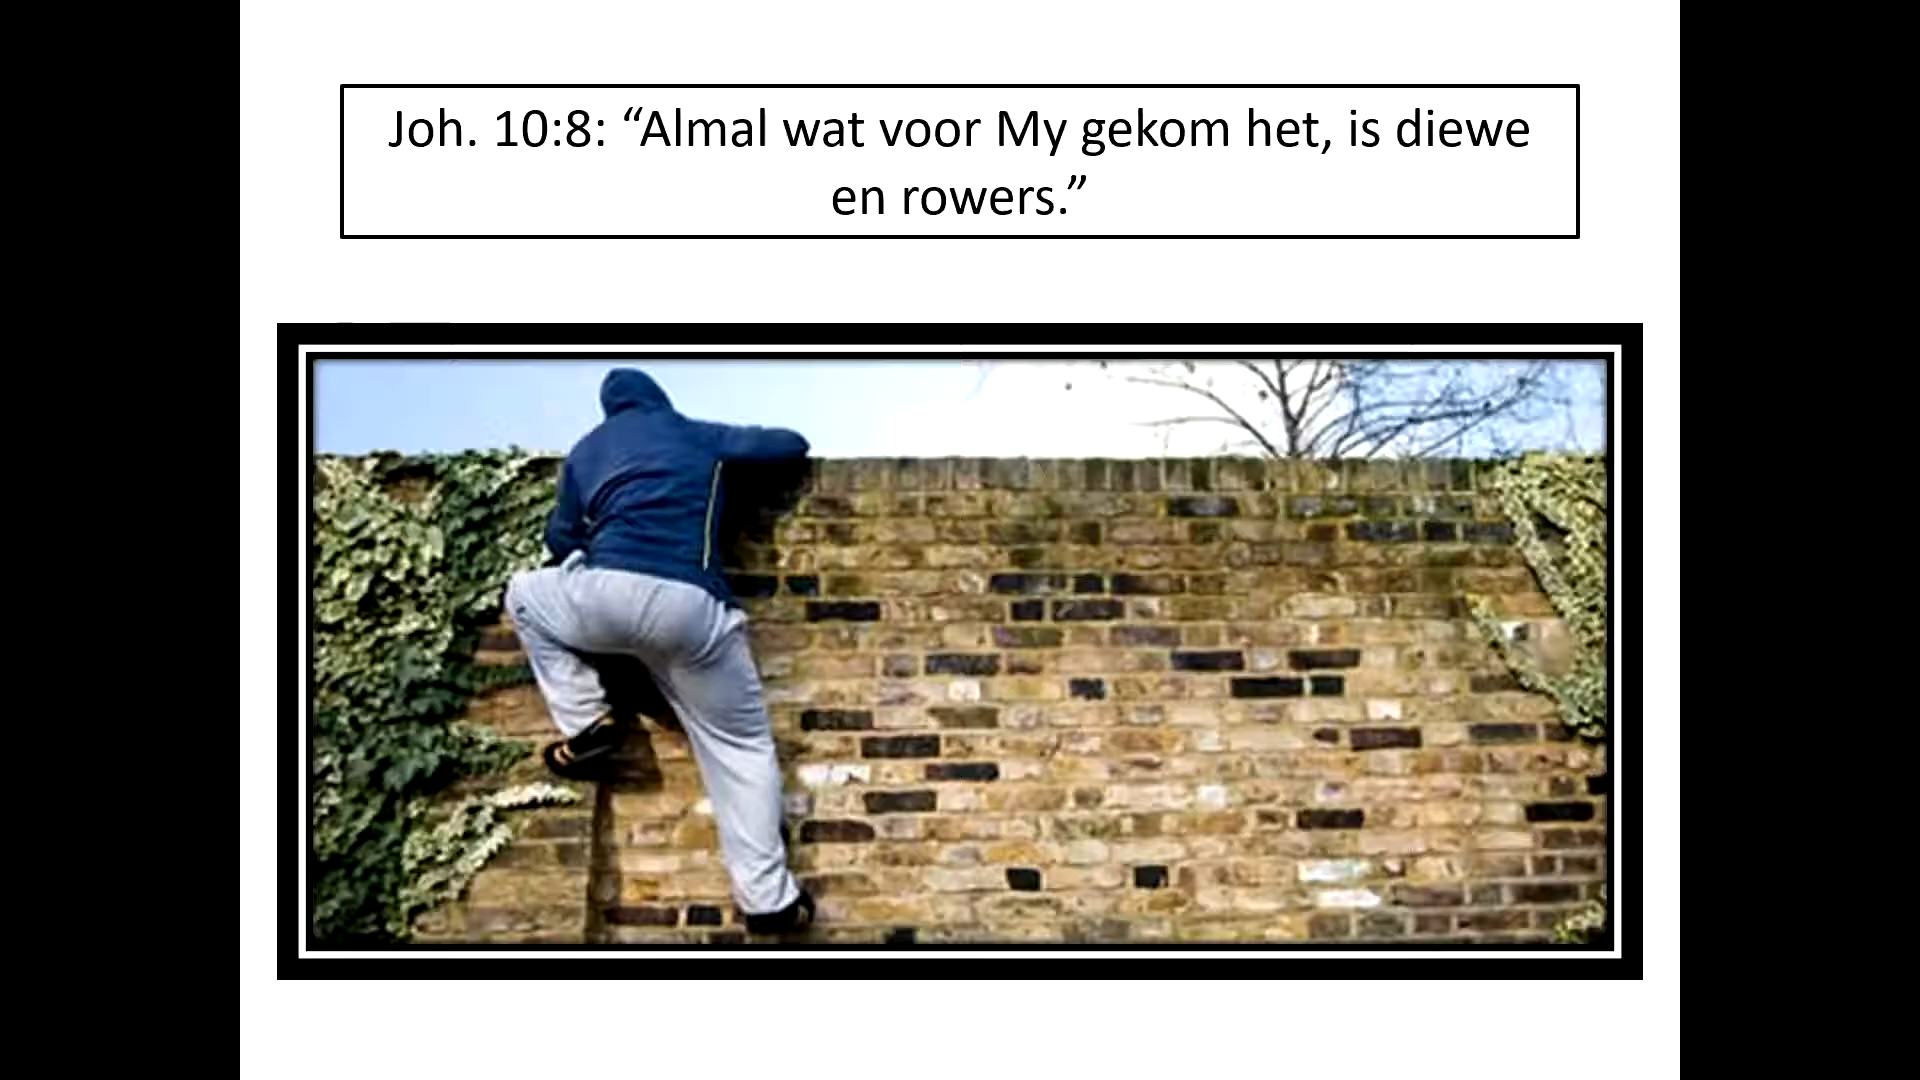 Joh. 10:8: “Almal wat voor My gekom het, is diewe
en rowers.”